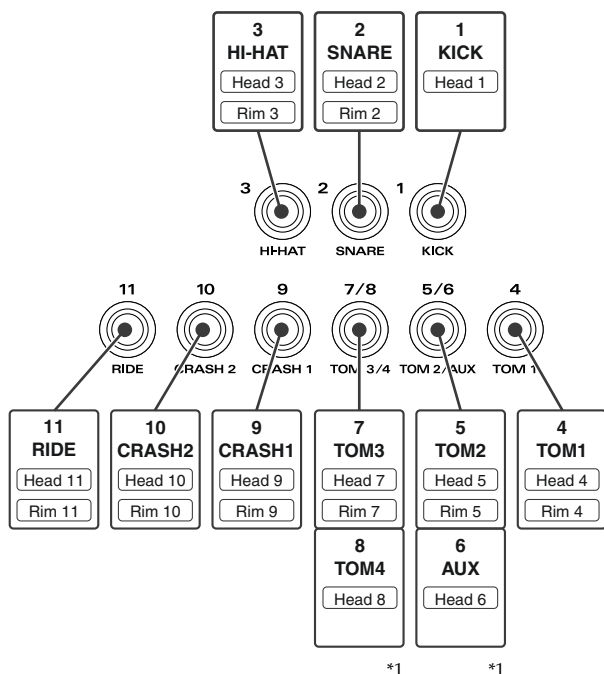 3 2 1
HI-HAT SNARE KICK
Head 3 Head 2 Head 1
Rim 3 Rim 2
3 2 1
HI-HAT SNARE KICK
11 10 9 7/8 5/6 4
RIDE CRASH 2 CRASH 1 TOM 3/4 TOM 2/AUX TOM 1
11 10 9 7 5 4
RIDE CRASH2 CRASH1 TOM3 TOM2 TOM1
Head 11 Head 10 Head 9 Head 7 Head 5 Head 4
Rim 11 Rim 10 Rim 9 Rim 7 Rim 5 Rim 4
8 6
TOM4 AUX
Head 8 Head 6
*1 *1